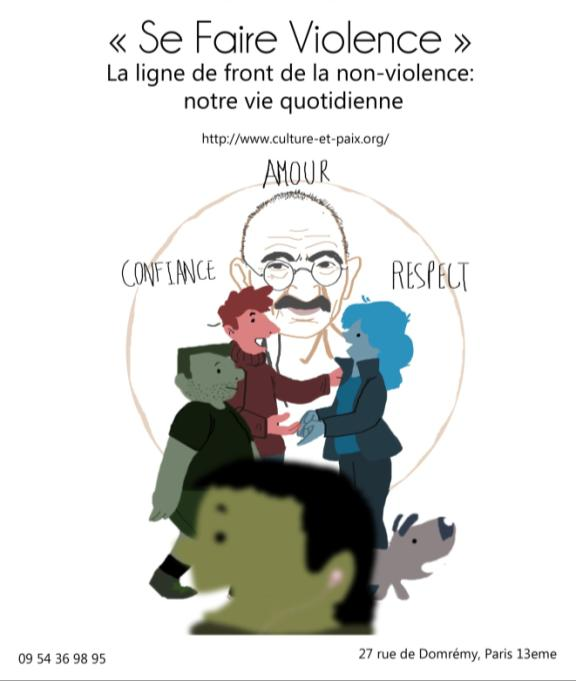 « Se Faire Violence »
La ligne de front de la non-violence:
notre vie quotidienne
http://www.culture-et-paix.org/
AMOUR
CONFIANCE
RESPECT
09 54 36 98 95
27 rue de Domrémy, Paris 13eme